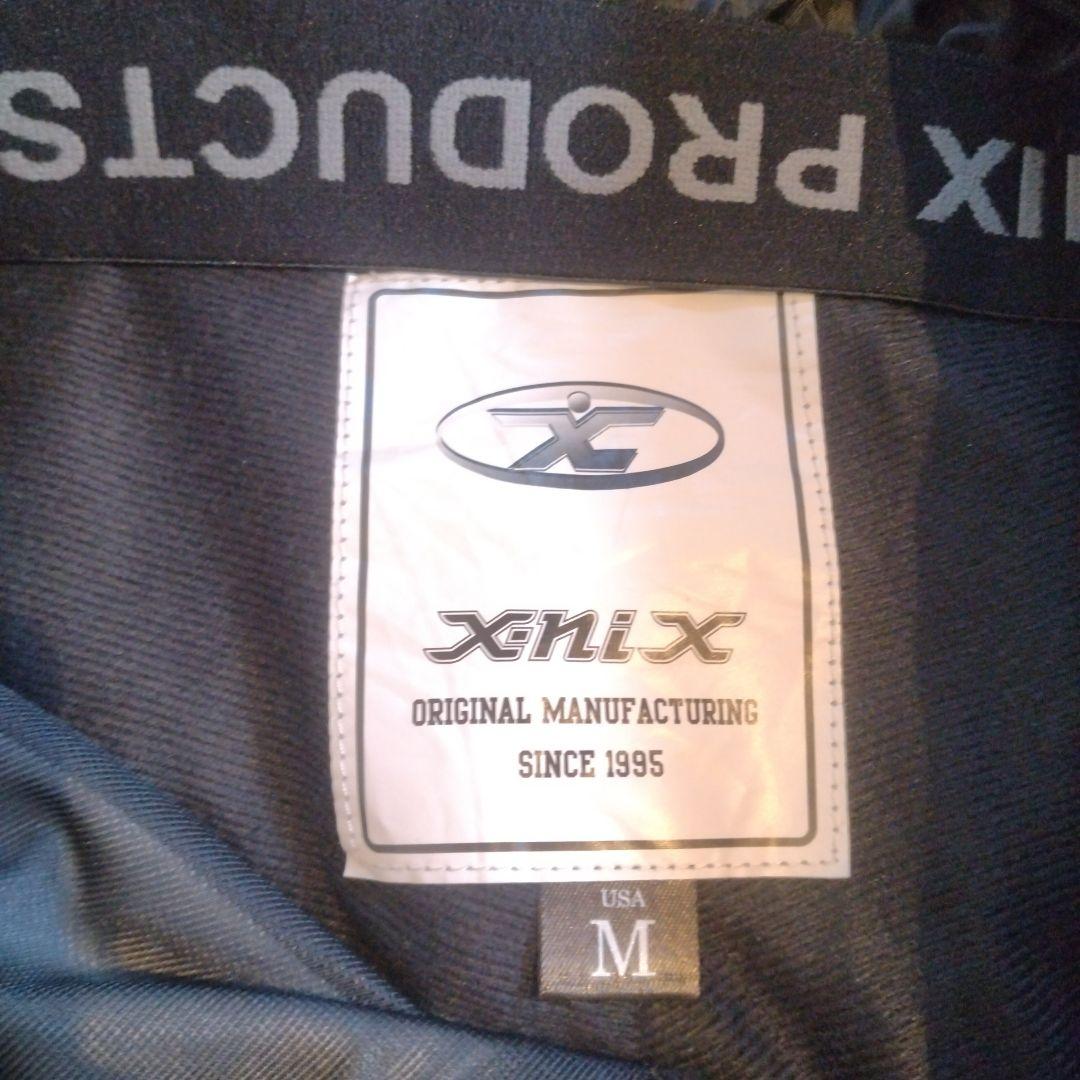 NIX PRODUCTS
X-niX
ORIGINAL MANUFACTURING
SINCE 1995
USA
M